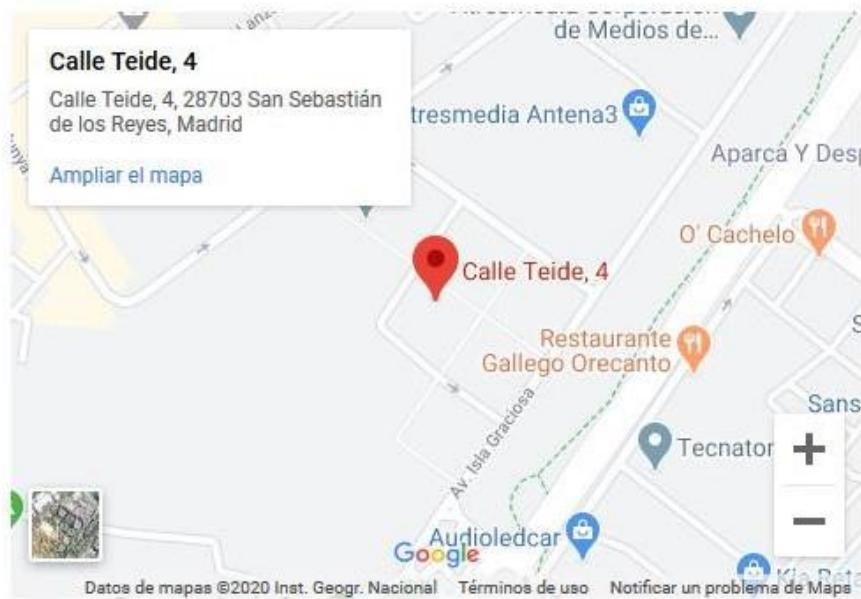 Calle Teide, 4
Calle Teide, 4, 28703 San Sebastián
de los Reyes, Madrid
Ampliar el mapa
de Medios de...
tresmedia Antena3
Aparca Y Desp
O' Cachelo
Calle Teide, 4
Restaurante
Gallego Orecanto
Sans
Av. Isla Graciosa
Tecnator
Audioledcar
Google
Datos de mapas ©2020 Inst. Geogr. Nacional Términos de uso Notificar un problema de Maps